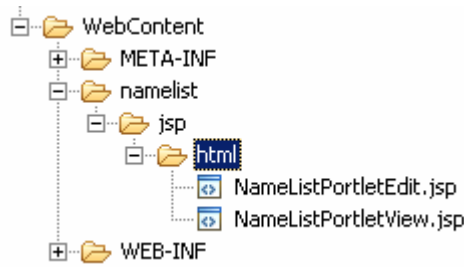 WebContent
META-INF
namelist
jsp
html
NameListPortletEdit.jsp
NameListPortletView.jsp
WEB-INF